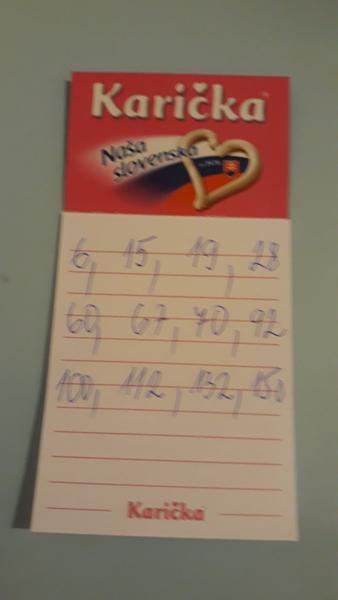 Karička
Naša
slovenská
6, 15, 19, 28
60, 67, 70, 92
100, 112, 132, 150
Karička